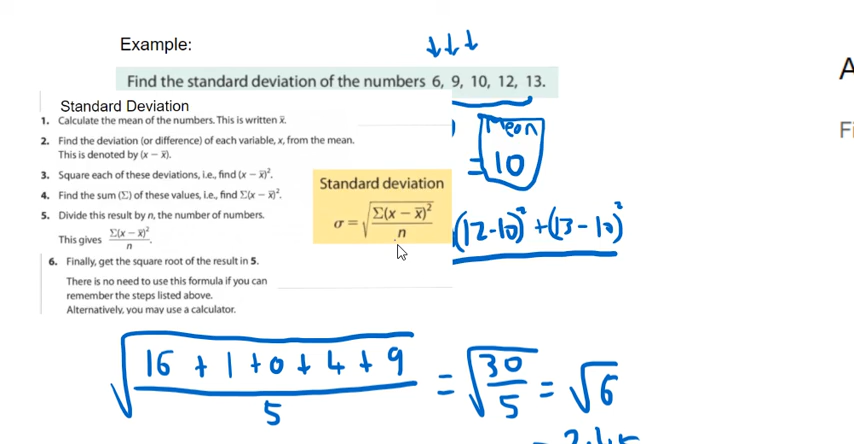 Example:
↓↓↓
Find the standard deviation of the numbers 6, 9, 10, 12, 13.
Standard Deviation
1. Calculate the mean of the numbers. This is written x̄.
2. Find the deviation (or difference) of each variable, x, from the mean.
This is denoted by (x – x̄).
3. Square each of these deviations, i.e., find (x – x̄)².
4. Find the sum (Σ) of these values, i.e., find Σ(x – x̄)².
5. Divide this result by n, the number of numbers.
This gives Σ(x – x̄)²/n.
6. Finally, get the square root of the result in 5.
There is no need to use this formula if you can
remember the steps listed above.
Alternatively, you may use a calculator.
Mean
= 10
Standard deviation
σ = √(Σ(x – x̄)²/n)
(12-10)² + (13-10)²
√((16 + 1 + 0 + 4 + 9)/5) = √(30/5) = √6
A